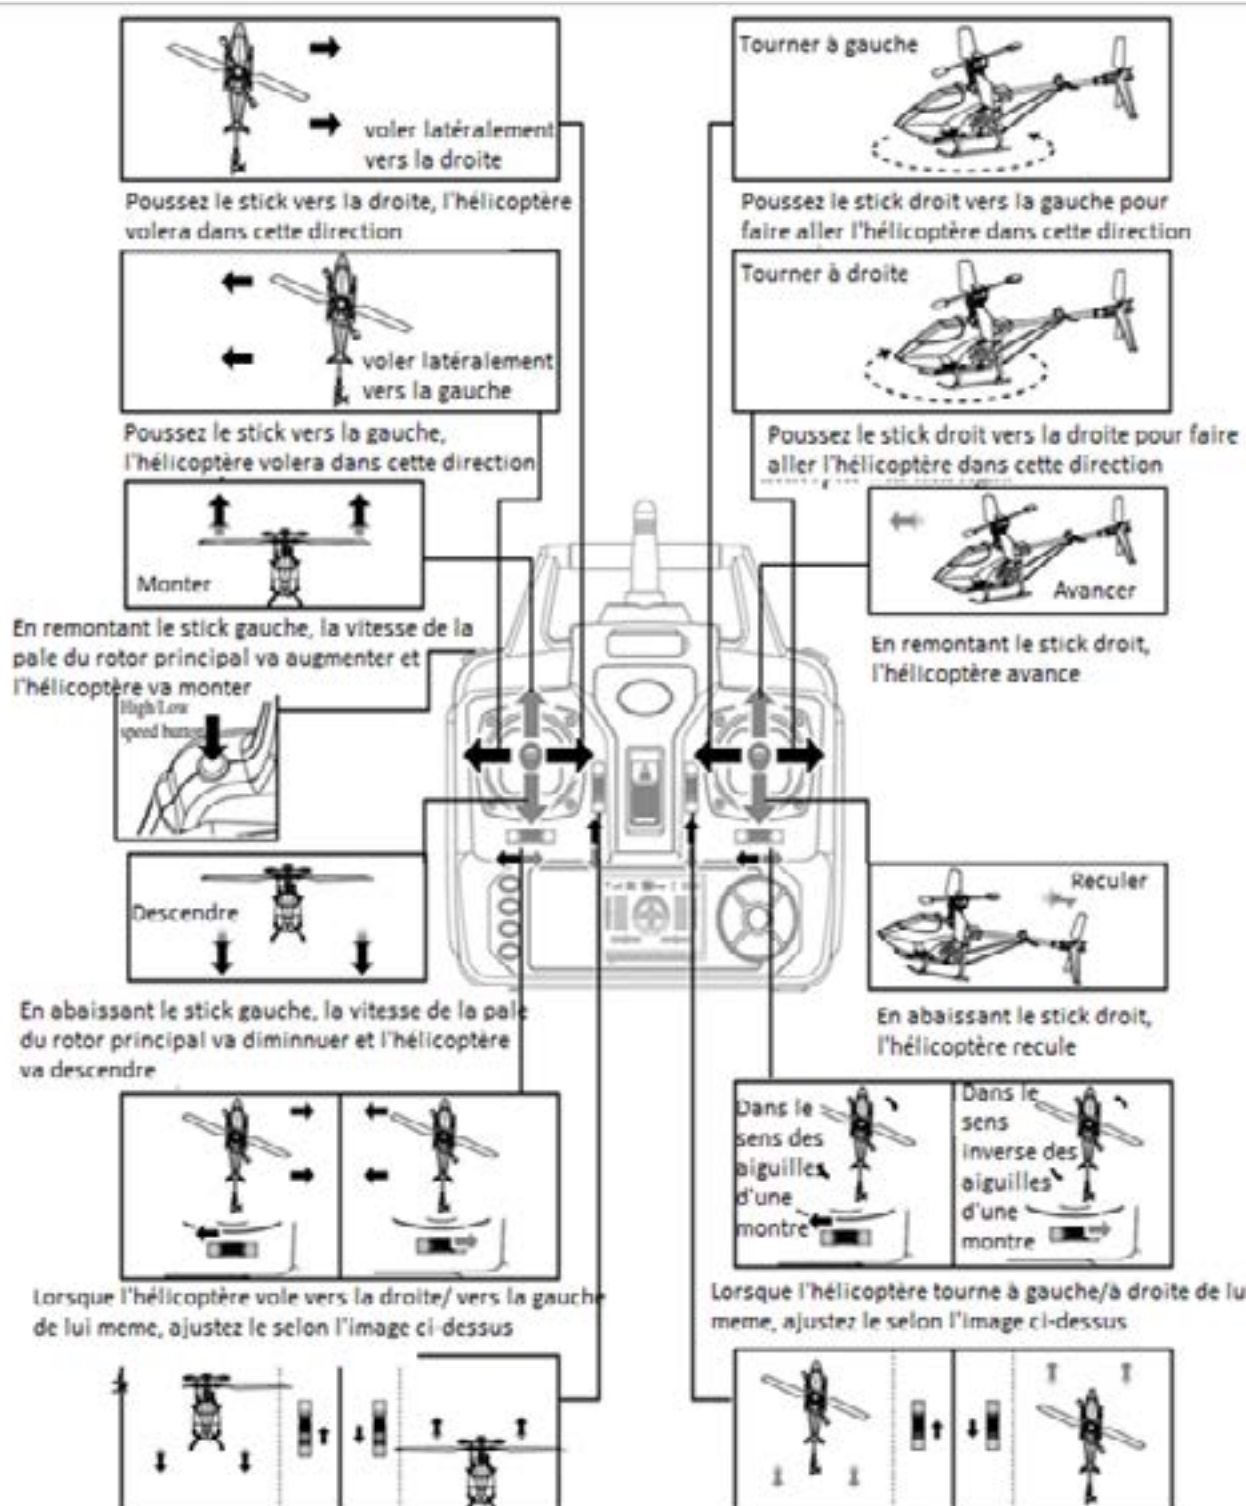 voler latéralement
vers la droite
Poussez le stick vers la droite, l'hélicoptère
volera dans cette direction
voler latéralement
vers la gauche
Poussez le stick vers la gauche,
l'hélicoptère volera dans cette direction
Monter
En remontant le stick gauche, la vitesse de la
pale du rotor principal va augmenter et
l'hélicoptère va monter
High/Low
speed button
Descendre
En abaissant le stick gauche, la vitesse de la pale
du rotor principal va diminnuer et l'hélicoptère
va descendre
Lorsque l'hélicoptère vole vers la droite/ vers la gauche
de lui meme, ajustez le selon l'image ci-dessus
Tourner à gauche
Poussez le stick droit vers la gauche pour
faire aller l'hélicoptère dans cette direction
Tourner à droite
Poussez le stick droit vers la droite pour faire
aller l'hélicoptère dans cette direction
Avancer
En remontant le stick droit,
l'hélicoptère avance
Reculer
En abaissant le stick droit,
l'hélicoptère recule
Dans le
sens des
aiguilles
d'une
montre
Dans le
sens
inverse des
aiguilles
d'une
montre
Lorsque l'hélicoptère tourne à gauche/à droite de lu
meme, ajustez le selon l'image ci-dessus